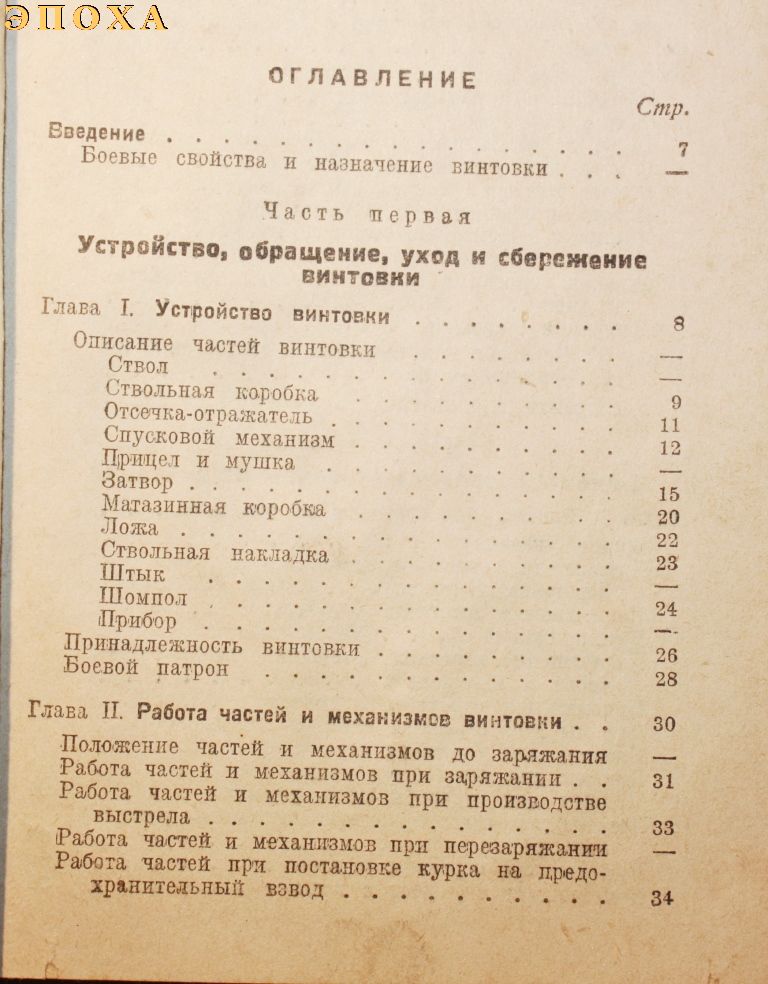 ЭПОХА
ОГЛАВЛЕНИЕ
Стр.
Введение . . . . . . . . . . . . . . . . . 7
Боевые свойства и назначение винтовки . . . —
Часть первая
Устройство, обращение, уход и сбережение
винтовки
Глава I. Устройство винтовки . . . . . . . . 8
Описание частей винтовки . . . . . . . —
Ствол . . . . . . . . . . . . . . —
Ствольная коробка . . . . . . . . 9
Отсечка-отражатель . . . . . . . . 11
Спусковой механизм . . . . . . . . 12
Прицел и мушка . . . . . . . . —
Затвор . . . . . . . . . . . . . 15
Магазинная коробка . . . . . . . . 20
Ложа . . . . . . . . . . . . . . 22
Ствольная накладка . . . . . . . . 23
Штык . . . . . . . . . . . . . —
Шомпол . . . . . . . . . . . . . 24
Прибор . . . . . . . . . . . . . —
Принадлежность винтовки . . . . . . . . 26
Боевой патрон . . . . . . . . . . . . 28
Глава II. Работа частей и механизмов винтовки . . 30
Положение частей и механизмов до заряжания —
Работа частей и механизмов при заряжании . . 31
Работа частей и механизмов при производстве
выстрела . . . . . . . . . . . . . . . 33
Работа частей и механизмов при перезаряжании —
Работа частей при постановке курка на предо-
хранительный взвод . . . . . . . . . . 34